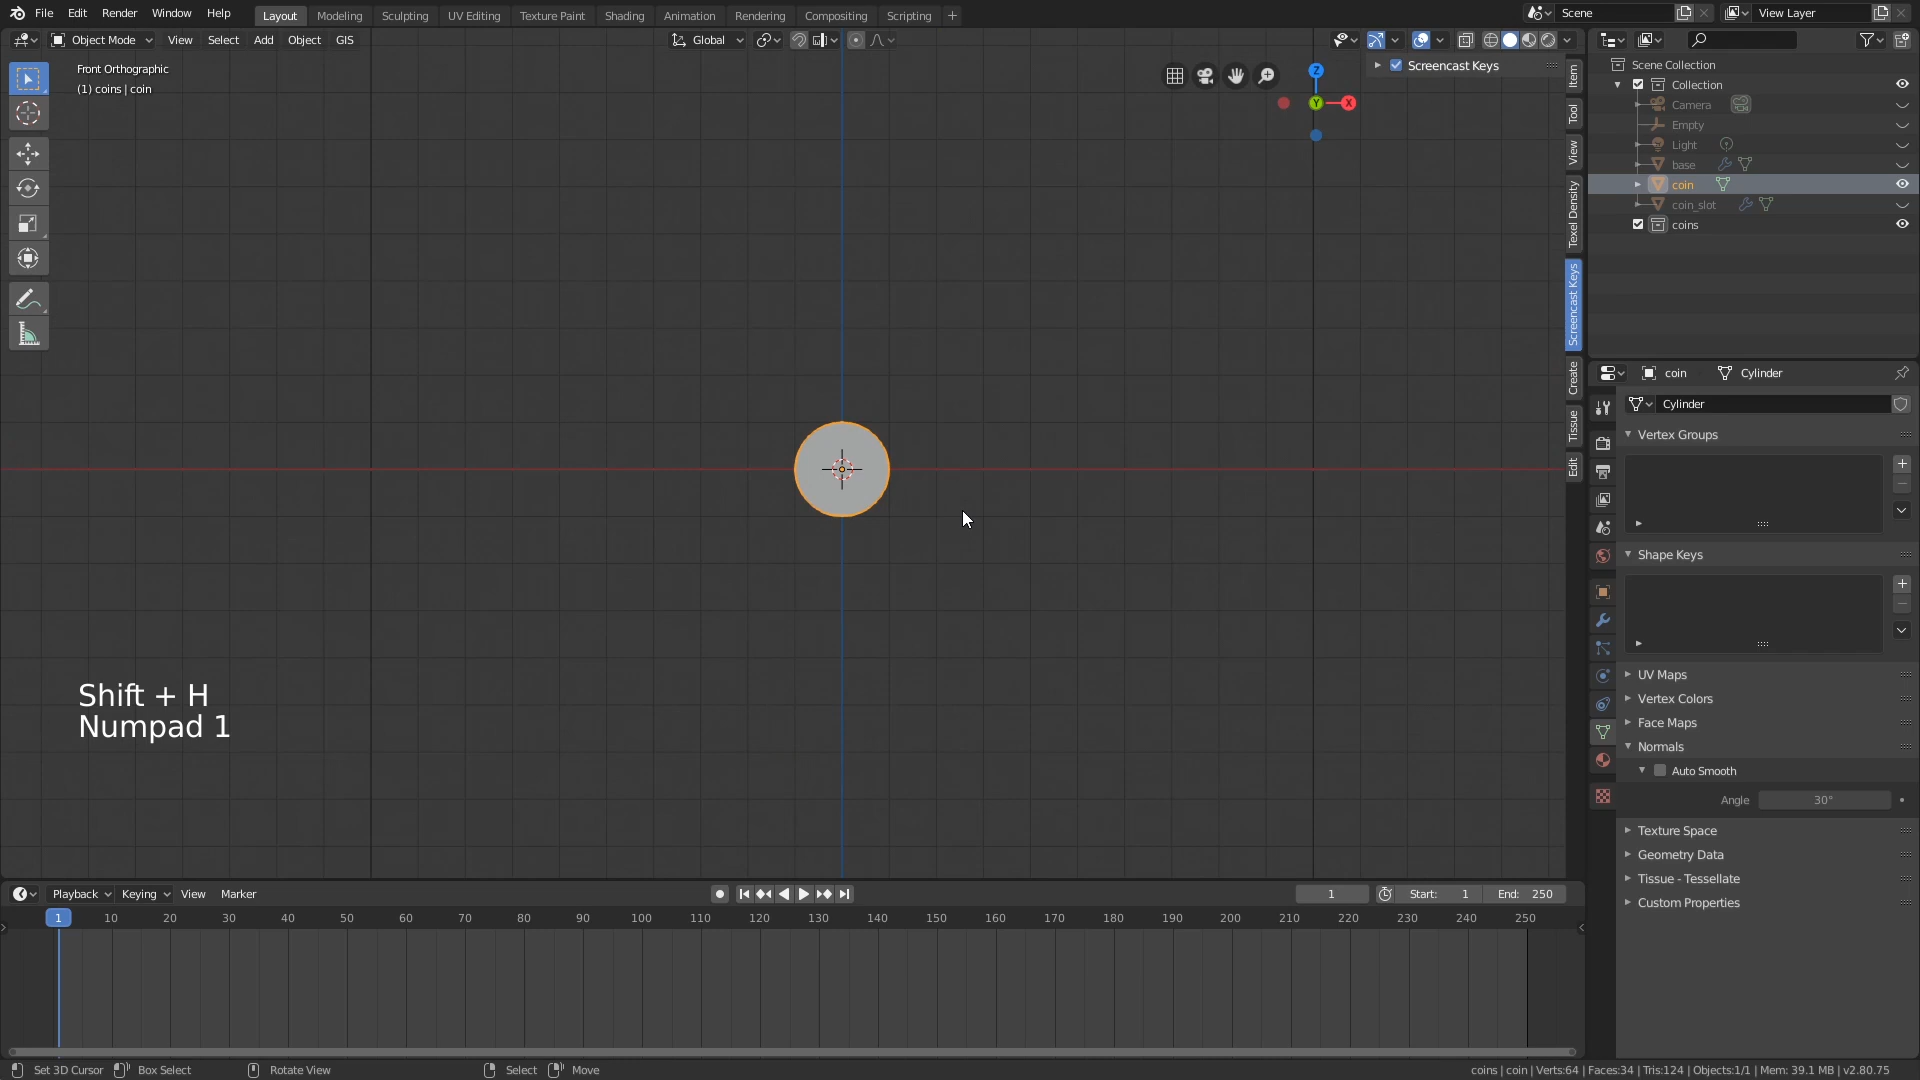 File Edit Render Window Help Layout Modeling Sculpting UV Editing Texture Paint Shading Animation Rendering Compositing Scripting + Scene View Layer
Object Mode View Select Add Object GIS Global
Front Orthographic
(1) coins | coin
Screencast Keys
Z
Y
X
Item
Tool
View
Texel Density
Screencast Keys
Create
Tissue
Edit
Shift + H
Numpad 1
Scene Collection
Collection
Camera
Empty
Light
base
coin
coin_slot
coins
coin Cylinder
Cylinder
Vertex Groups
Shape Keys
UV Maps
Vertex Colors
Face Maps
Normals
Auto Smooth
Angle 30°
Texture Space
Geometry Data
Tissue - Tessellate
Custom Properties
Playback Keying View Marker 1 Start: 1 End: 250
1 10 20 30 40 50 60 70 80 90 100 110 120 130 140 150 160 170 180 190 200 210 220 230 240 250
Set 3D Cursor Box Select Rotate View Select Move coins | coin | Verts:64 | Faces:34 | Tris:124 | Objects:1/1 | Mem: 39.1 MB | v2.80.75